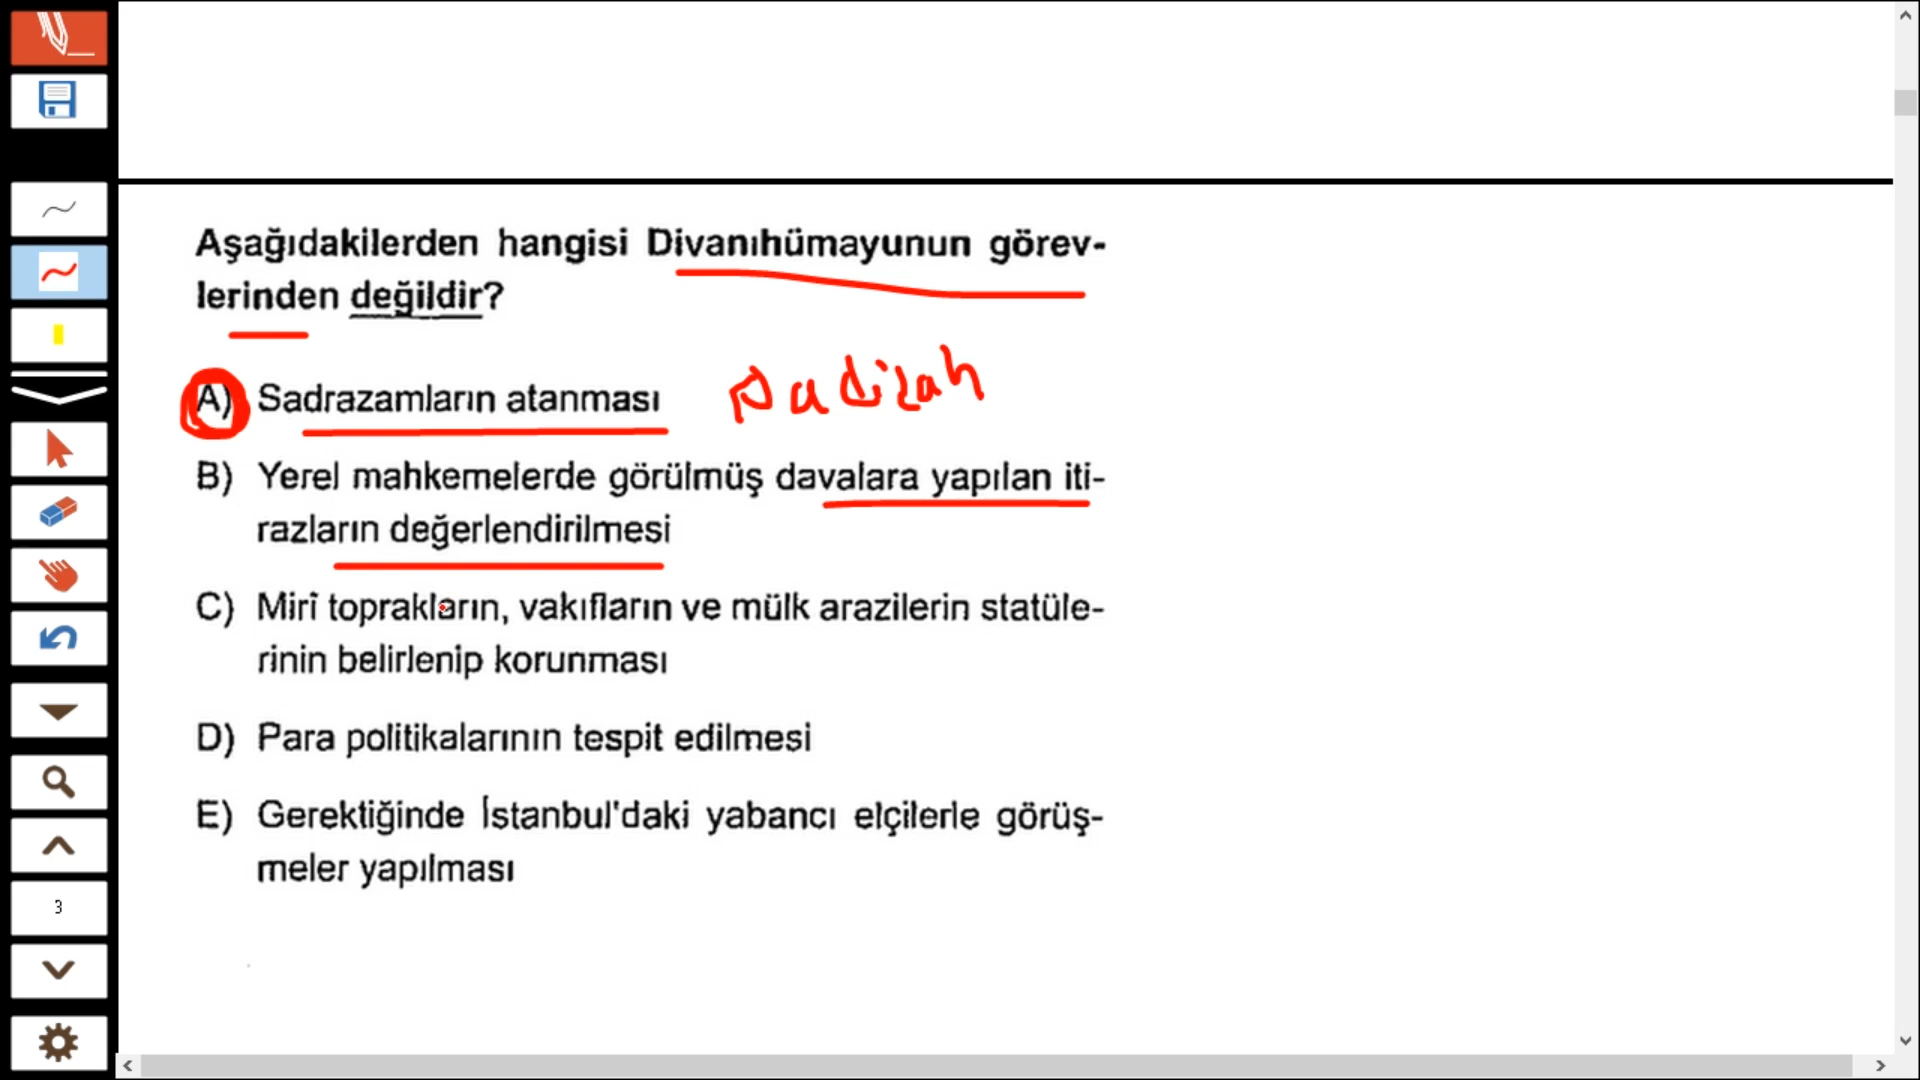 Aşağıdakilerden hangisi Divanıhümayunun görev-
lerinden değildir?
A) Sadrazamların atanması Padişah
B) Yerel mahkemelerde görülmüş davalara yapılan iti-
razların değerlendirilmesi
C) Mirî toprakların, vakıfların ve mülk arazilerin statüle-
rinin belirlenip korunması
D) Para politikalarının tespit edilmesi
E) Gerektiğinde İstanbul'daki yabancı elçilerle görüş-
meler yapılması
3